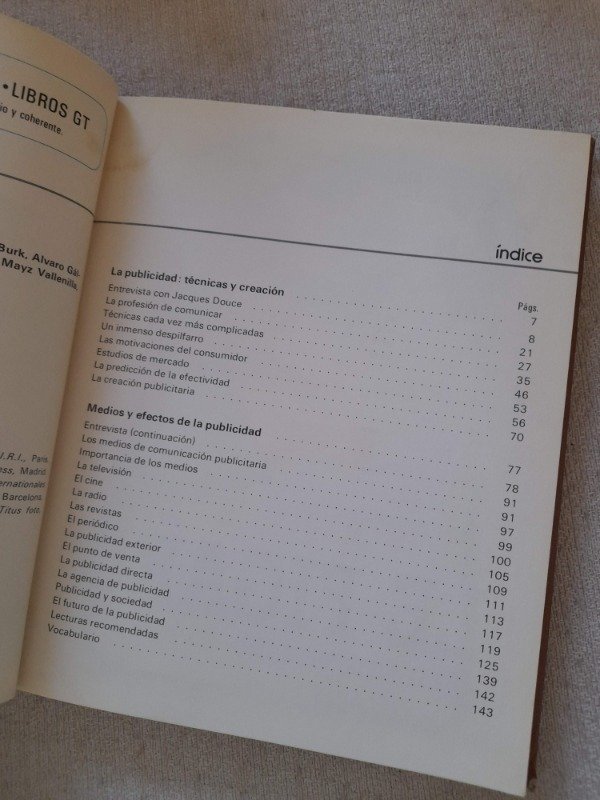 • LIBROS GT
io y coherente.
Burk, Alvaro Gál-
Mayz Vallenilla,
I.R.I., París.
ess, Madrid
ternationales
Barcelona.
Titus foto.
índice
Págs.
La publicidad: técnicas y creación 7
Entrevista con Jacques Douce 8
La profesión de comunicar 21
Técnicas cada vez más complicadas 27
Un inmenso despilfarro 35
Las motivaciones del consumidor 46
Estudios de mercado 53
La predicción de la efectividad 56
La creación publicitaria 70
Medios y efectos de la publicidad 77
Entrevista (continuación) 78
Los medios de comunicación publicitaria 91
Importancia de los medios 91
La televisión 97
El cine 99
La radio 100
Las revistas 105
El periódico 109
La publicidad exterior 111
El punto de venta 113
La publicidad directa 117
La agencia de publicidad 119
Publicidad y sociedad 125
El futuro de la publicidad 139
Lecturas recomendadas 142
Vocabulario 143